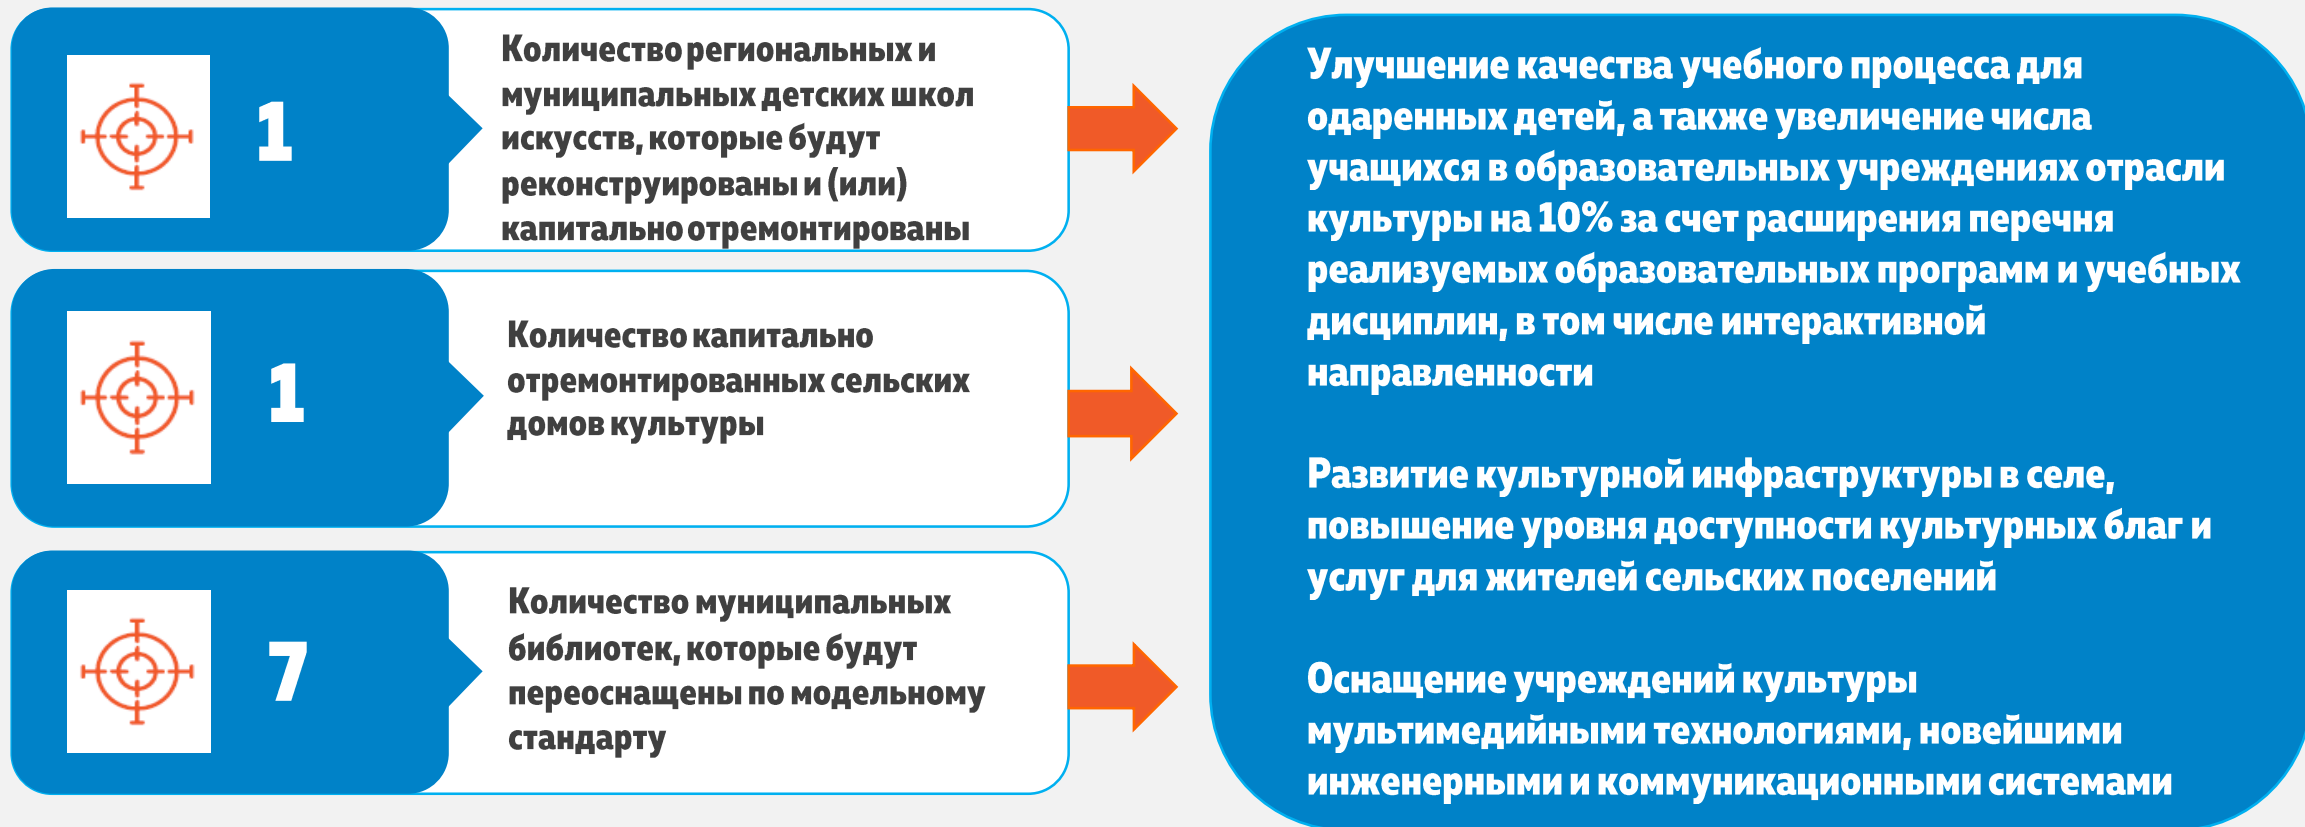 1
Количество региональных и
муниципальных детских школ
искусств, которые будут
реконструированы и (или)
капитально отремонтированы
1
Количество капитально
отремонтированных сельских
домов культуры
7
Количество муниципальных
библиотек, которые будут
переоснащены по модельному
стандарту
Улучшение качества учебного процесса для
одаренных детей, а также увеличение числа
учащихся в образовательных учреждениях отрасли
культуры на 10% за счет расширения перечня
реализуемых образовательных программ и учебных
дисциплин, в том числе интерактивной
направленности
Развитие культурной инфраструктуры в селе,
повышение уровня доступности культурных благ и
услуг для жителей сельских поселений
Оснащение учреждений культуры
мультимедийными технологиями, новейшими
инженерными и коммуникационными системами